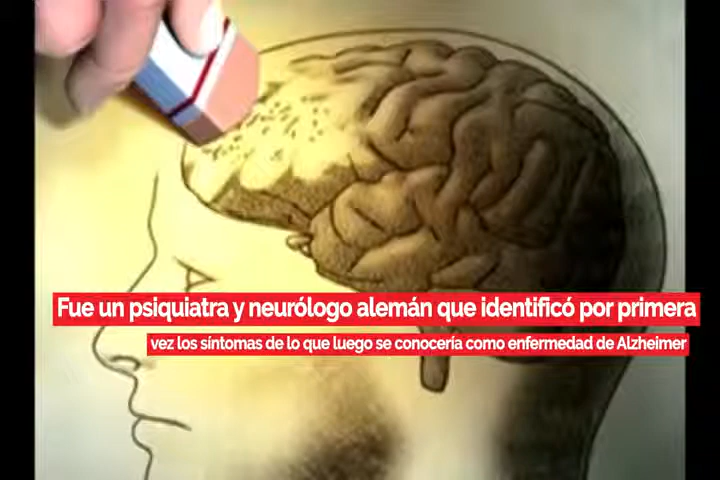 Fue un psiquiatra y neurólogo alemán que identificó por primera
vez los síntomas de lo que luego se conocería como enfermedad de Alzheimer